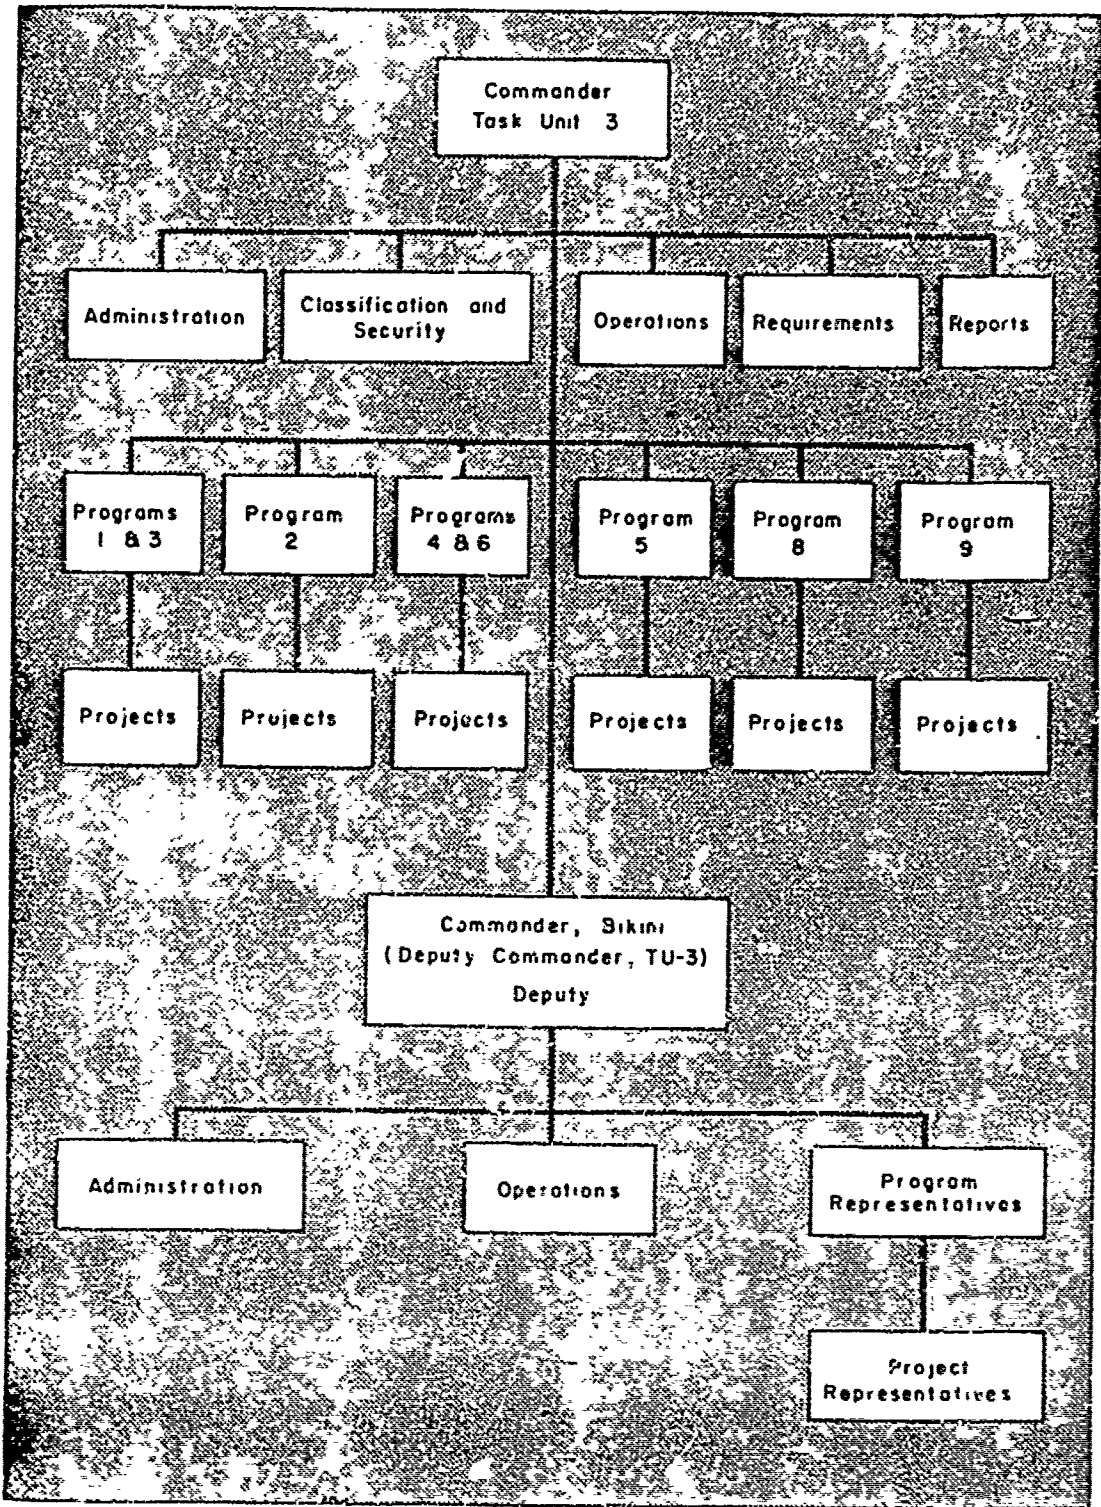 Commander
Task Unit 3
Administration
Classification and
Security
Operations
Requirements
Reports
Programs
1 & 3
Program
2
Programs
4 & 6
Program
5
Program
8
Program
9
Projects
Projects
Projects
Projects
Projects
Projects
Commander, Bikini
(Deputy Commander, TU-3)
Deputy
Administration
Operations
Program
Representatives
Project
Representatives